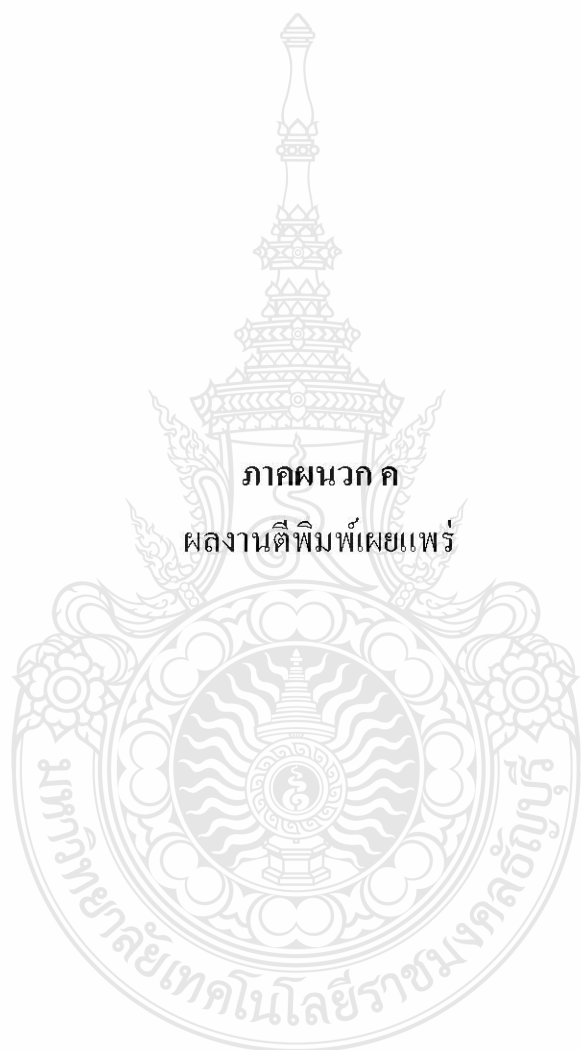 ภาคผนวก ค
ผลงานตีพิมพ์เผยแพร่
มหาวิทยาลัยเทคโนโลยีราชมงคลธัญบุรี